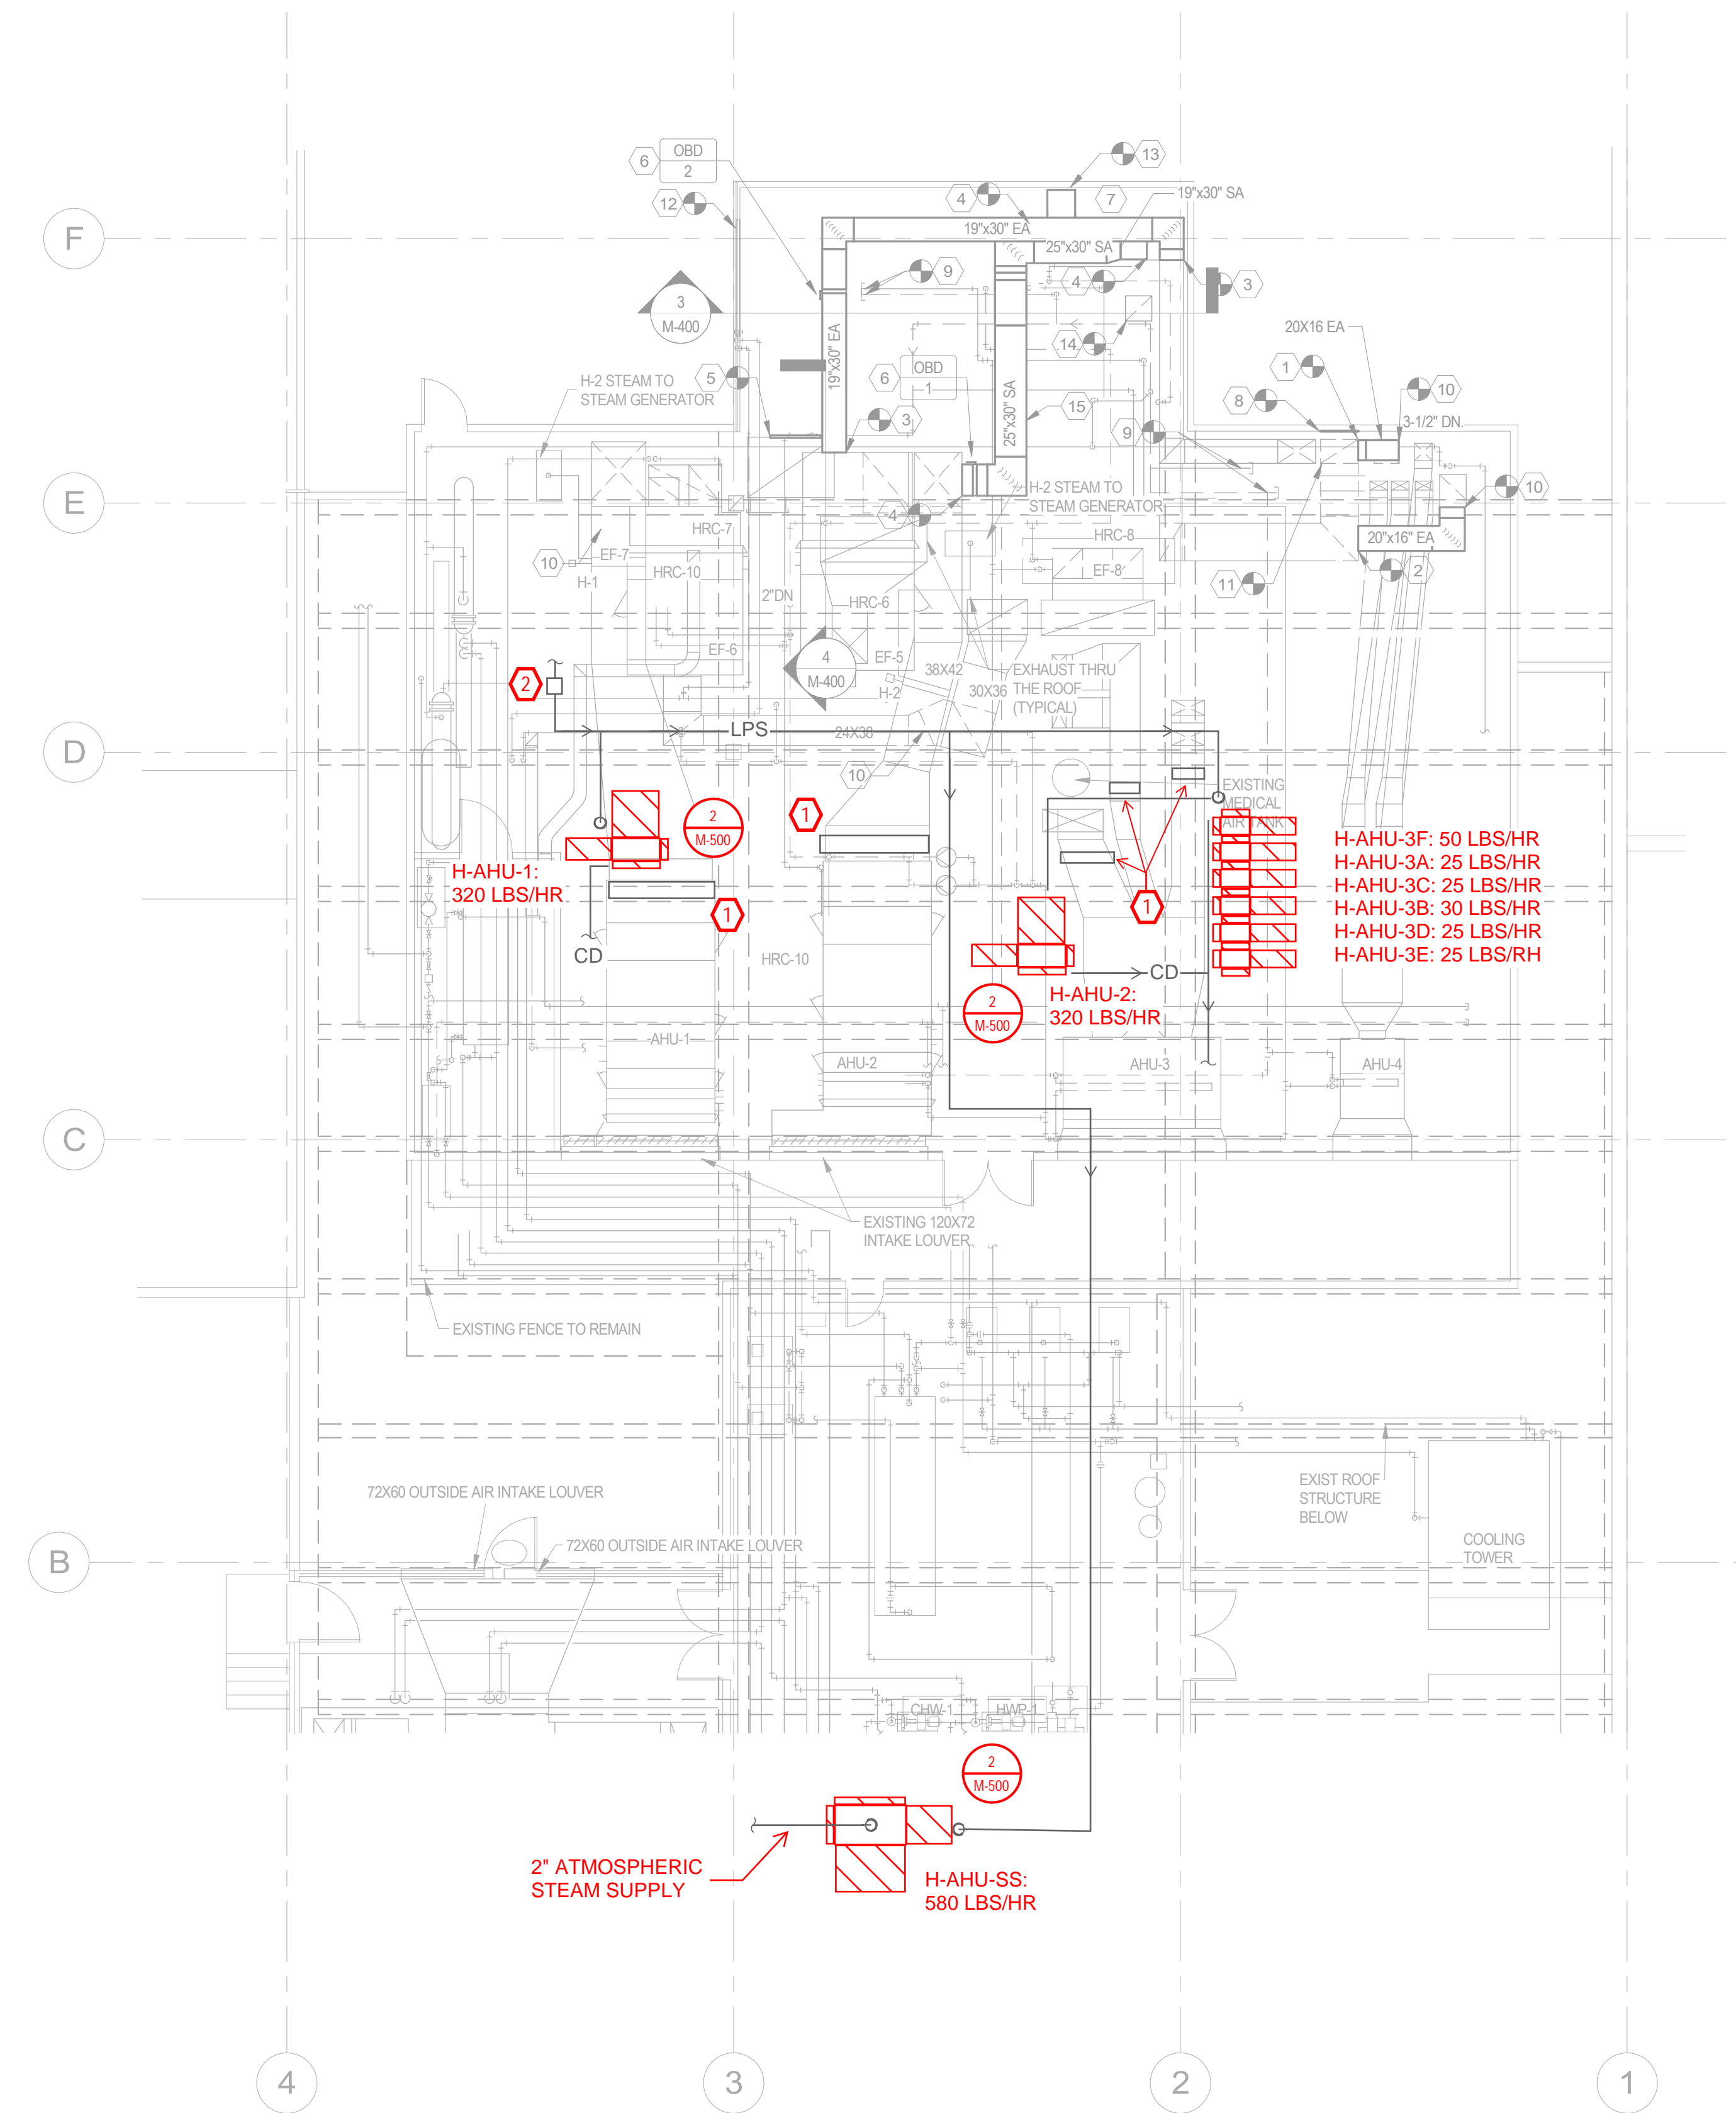 OBD
6
2
13
12
4
7
19"x30" SA
F
19"x30" EA
25"x30" SA
9
4
3
3
M-400
20X16 EA
14
19"x30" EA
1
OBD
1
6
5
H-2 STEAM TO
STEAM GENERATOR
10
8
25"x30" SA
15
3
3-1/2" DN.
9
E
H-2 STEAM TO
STEAM GENERATOR
10
4
HRC-7
HRC-8
20"x16" EA
EF-7
10
HRC-10
EF-8
2
H-1
11
2"DN
HRC-6
EF-6
4
M-400
EF-5
38X42
EXHAUST THRU
THE ROOF
(TYPICAL)
2
H-2
30X36
LPS
24X38
D
10
EXISTING
MEDICAL
AIR TANK
2
M-500
1
H-AHU-3F: 50 LBS/HR
H-AHU-3A: 25 LBS/HR
H-AHU-3C: 25 LBS/HR
H-AHU-3B: 30 LBS/HR
H-AHU-3D: 25 LBS/HR
H-AHU-3E: 25 LBS/RH
H-AHU-1:
320 LBS/HR
1
1
CD
HRC-10
CD
H-AHU-2:
320 LBS/HR
2
M-500
AHU-1
AHU-2
AHU-3
AHU-4
C
EXISTING 120X72
INTAKE LOUVER
EXISTING FENCE TO REMAIN
72X60 OUTSIDE AIR INTAKE LOUVER
EXIST ROOF
STRUCTURE
BELOW
72X60 OUTSIDE AIR INTAKE LOUVER
COOLING
TOWER
B
CHW-1
HWP-1
2
M-500
2" ATMOSPHERIC
STEAM SUPPLY
H-AHU-SS:
580 LBS/HR
4
3
2
1